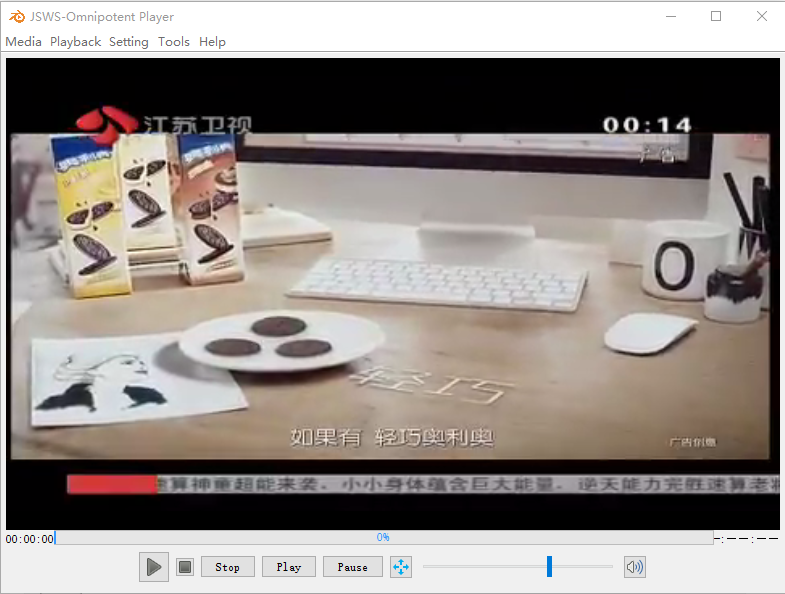 JSWS-Omnipotent Player
Media Playback Setting Tools Help
江苏卫视
00:14
广告
O
轻巧
如果有 轻巧奥利奥
广告创意
速算神童超能来袭，小小身体蕴含巨大能量，逆天能力完胜速算老将
00:00:00
0%
-:--:--
Stop Play Pause